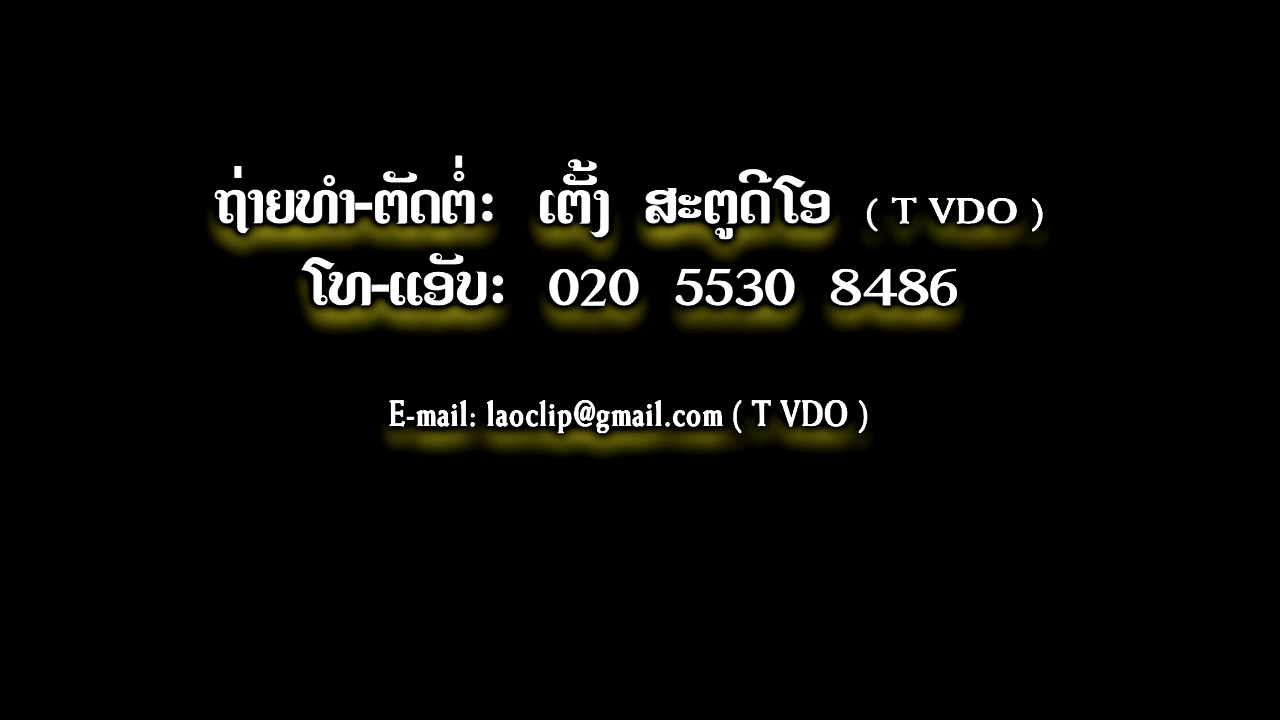 ຖ່າຍທຳ-ຕັດຕໍ່: ເຕັ້ງ ສະຕູດີໂອ ( T VDO )
ໂທ-ແອັບ: 020 5530 8486
E-mail: laoclip@gmail.com ( T VDO )